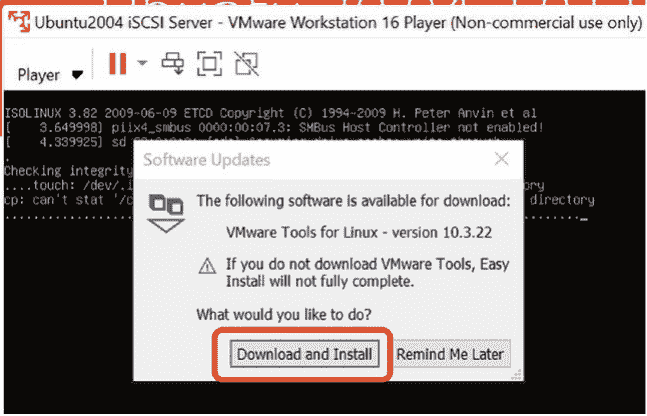 Ubuntu2004 iSCSI Server - VMware Workstation 16 Player (Non-commercial use only)
Player
ISOLINUX 3.82 2009-06-09 ETCD Copyright (C) 1994-2009 H. Peter Anvin et al
[    3.649998] piix4_smbus 0000:00:07.3: SMBus Host Controller not enabled!
[    4.339925] sd
.
Checking integrity
....touch: /dev/.i
cp: can't stat '/c directory
Software Updates
The following software is available for download:
VMware Tools for Linux - version 10.3.22
If you do not download VMware Tools, Easy
Install will not fully complete.
What would you like to do?
Download and Install Remind Me Later